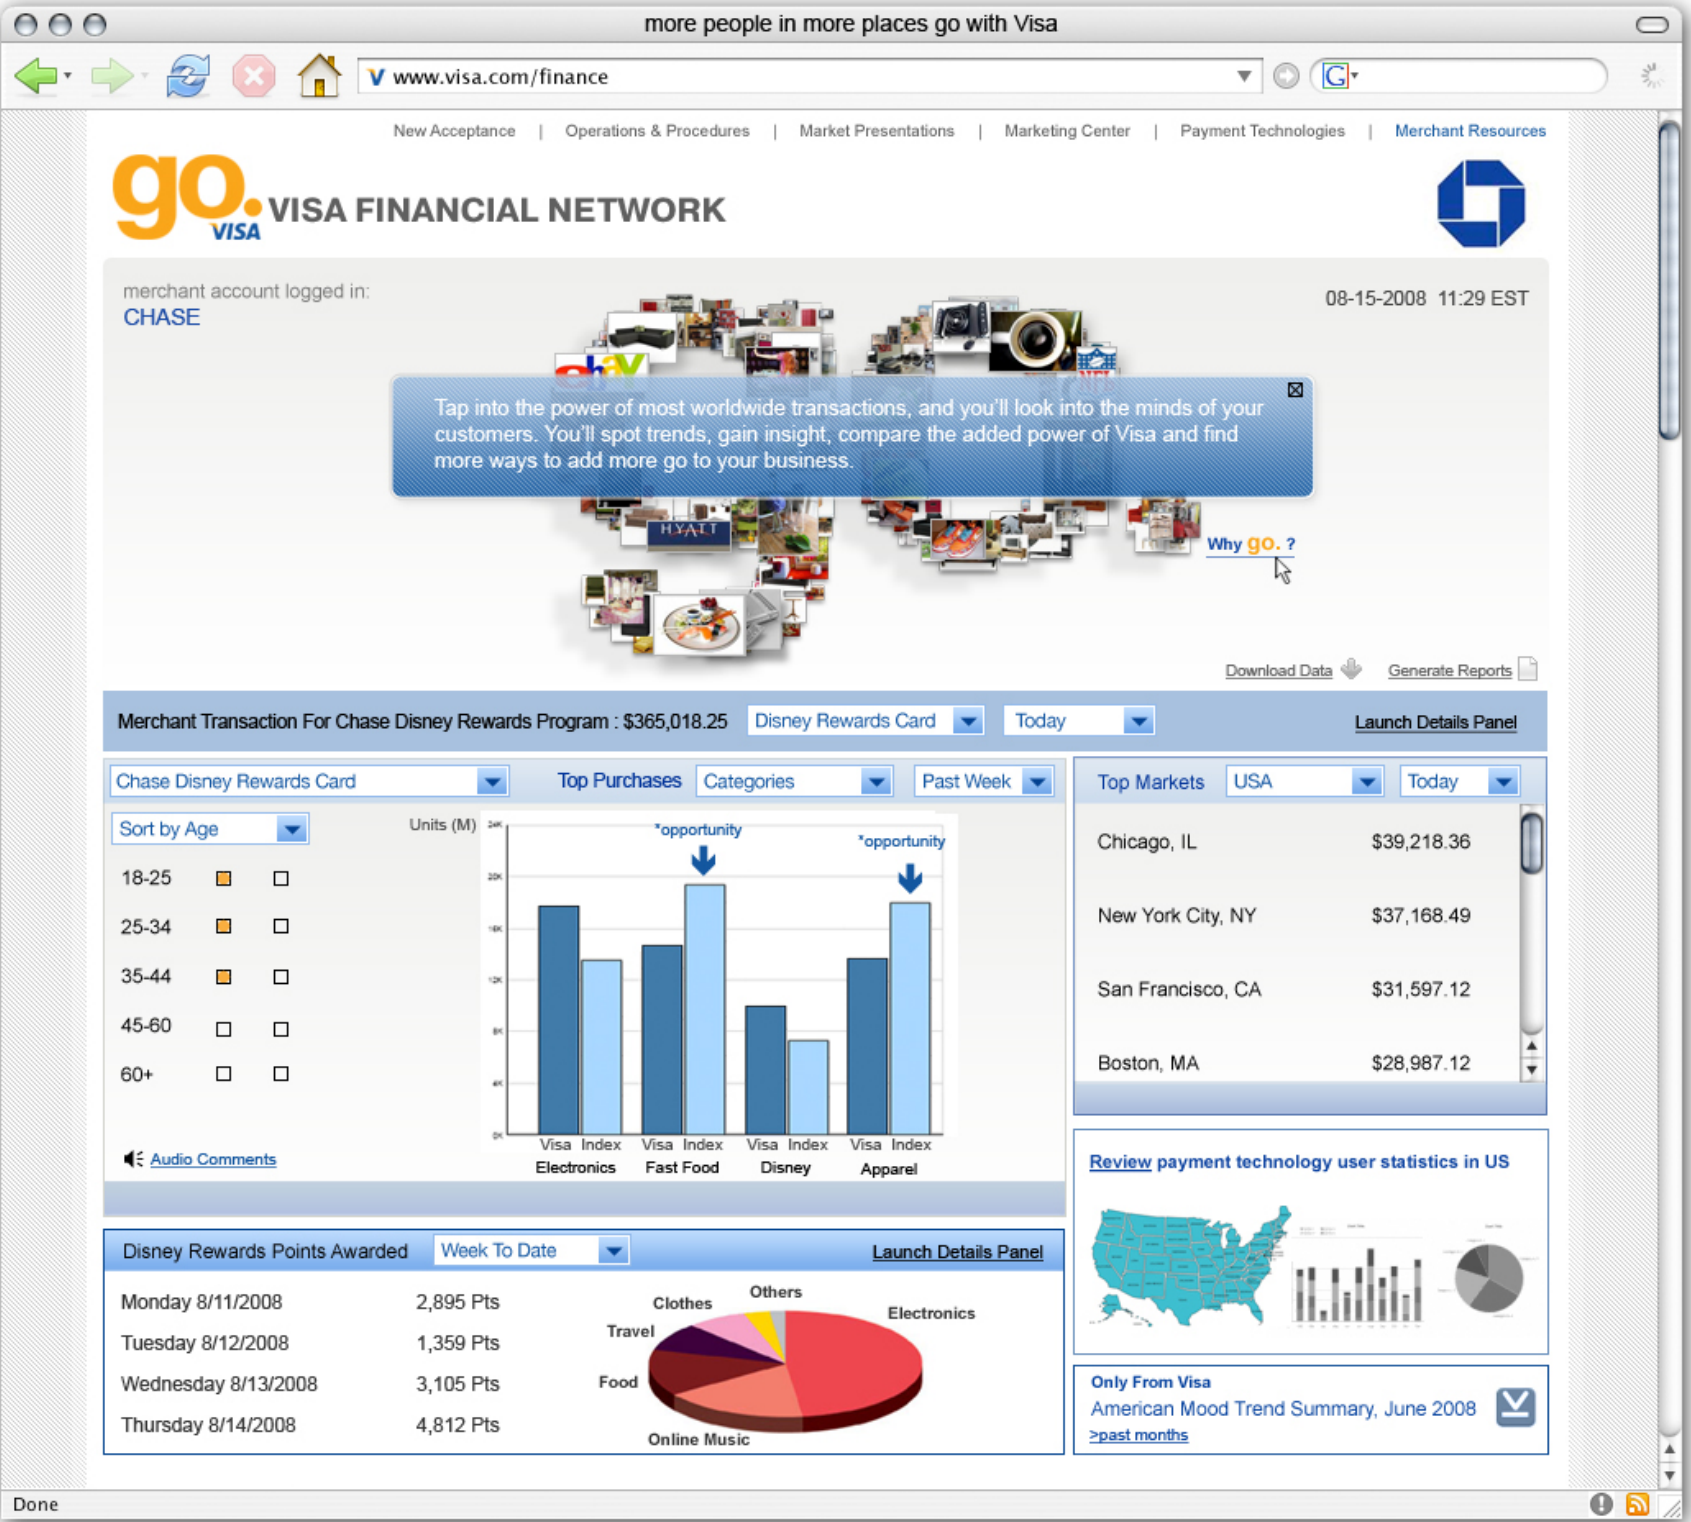 more people in more places go with Visa
www.visa.com/finance
G
New Acceptance | Operations & Procedures | Market Presentations | Marketing Center | Payment Technologies | Merchant Resources
go.
VISA
VISA FINANCIAL NETWORK
merchant account logged in:
CHASE
08-15-2008 11:29 EST
ebay
NFL
Tap into the power of most worldwide transactions, and you'll look into the minds of your
customers. You'll spot trends, gain insight, compare the added power of Visa and find
more ways to add more go to your business.
HYATT
Why go. ?
Download Data
Generate Reports
Merchant Transaction For Chase Disney Rewards Program : $365,018.25
Disney Rewards Card
Today
Launch Details Panel
Chase Disney Rewards Card
Top Purchases
Categories
Past Week
Sort by Age
18-25
25-34
35-44
45-60
60+
Audio Comments
Units (M)
24K
20K
16K
12K
8K
4K
0K
*opportunity
*opportunity
Visa Index Visa Index Visa Index Visa Index
Electronics Fast Food Disney Apparel
Top Markets
USA
Today
Chicago, IL $39,218.36
New York City, NY $37,168.49
San Francisco, CA $31,597.12
Boston, MA $28,987.12
Review payment technology user statistics in US
Disney Rewards Points Awarded
Week To Date
Launch Details Panel
Monday 8/11/2008 2,895 Pts
Tuesday 8/12/2008 1,359 Pts
Wednesday 8/13/2008 3,105 Pts
Thursday 8/14/2008 4,812 Pts
Others
Clothes
Electronics
Travel
Food
Online Music
Only From Visa
American Mood Trend Summary, June 2008
>past months
Done